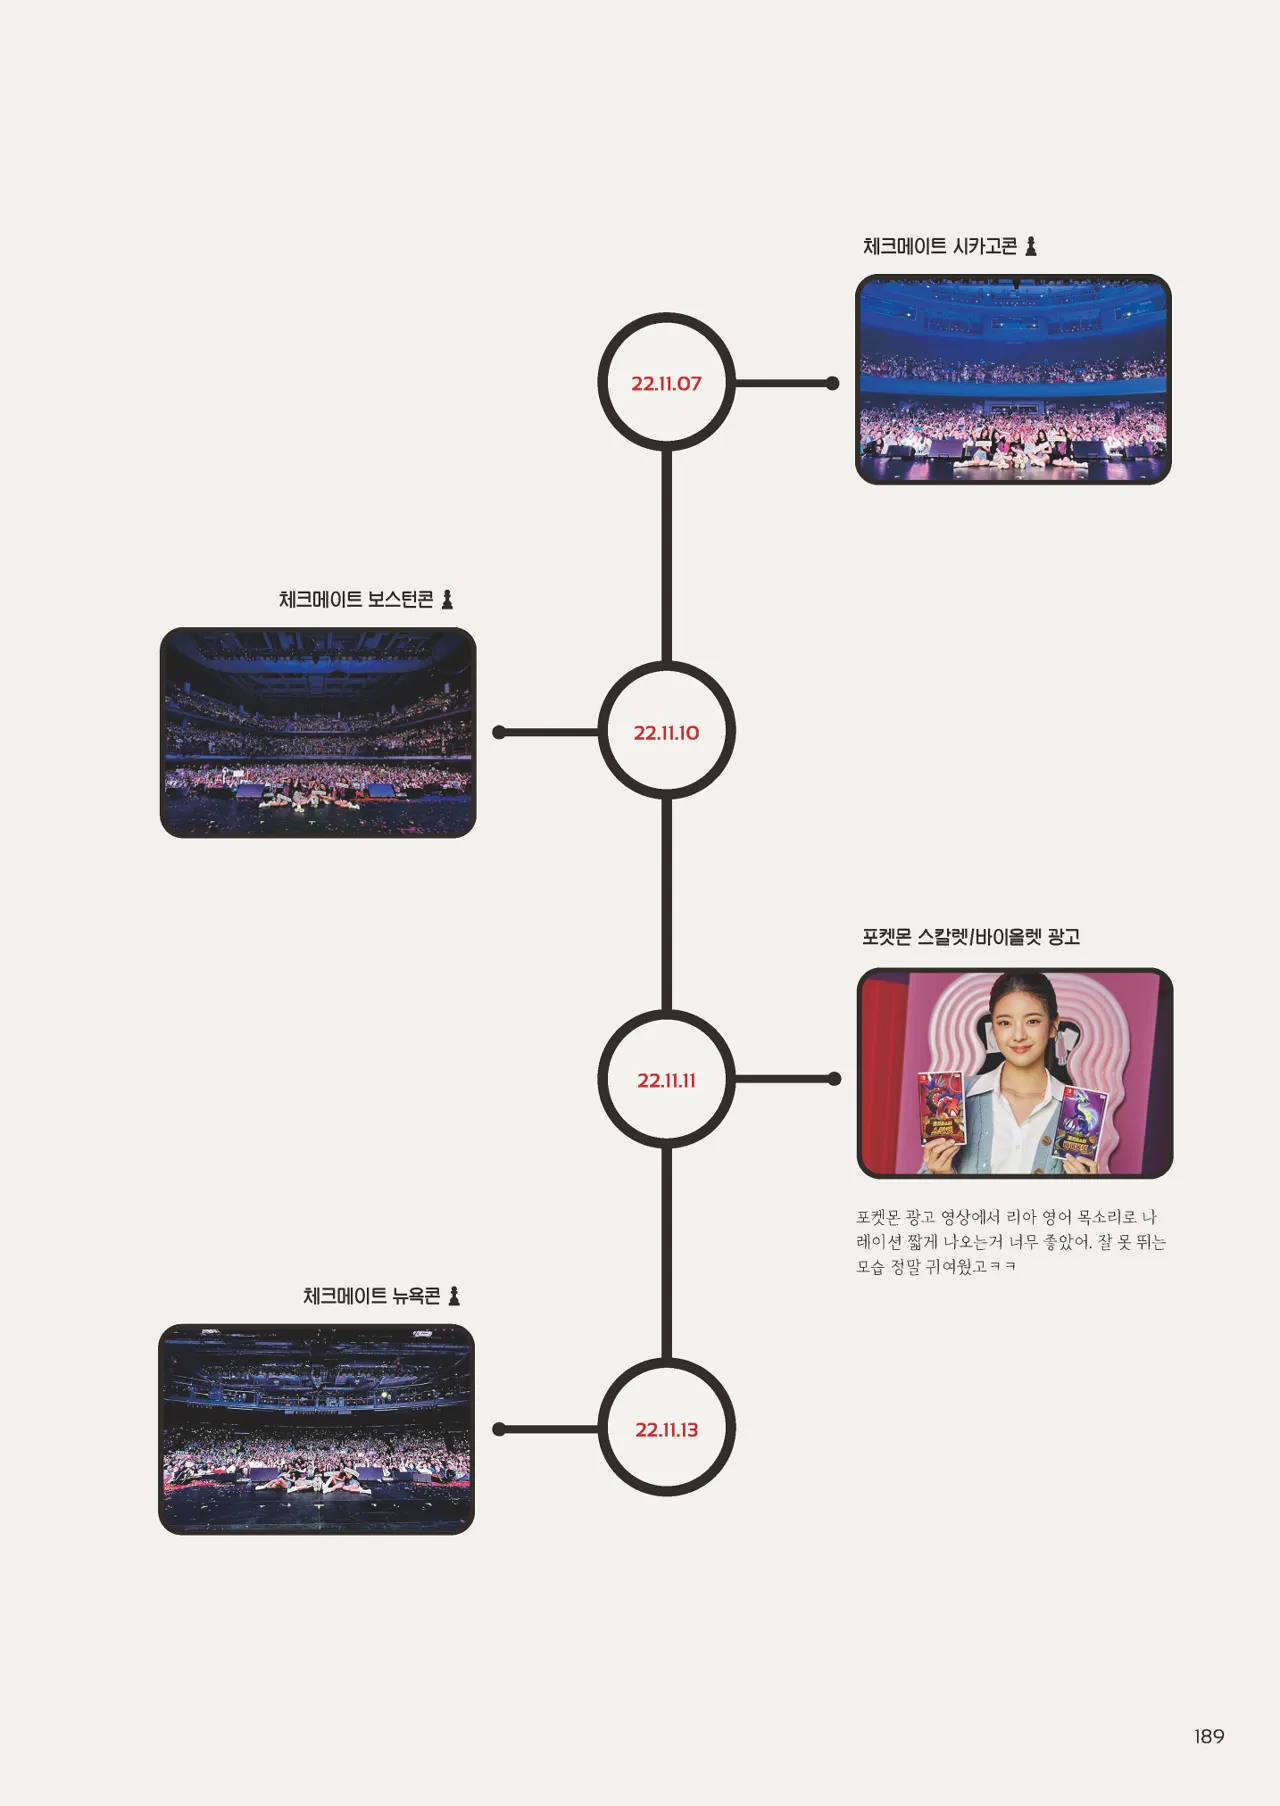 체크메이트 시카고콘
22.11.07
체크메이트 보스턴콘
22.11.10
포켓몬 스칼렛/바이올렛 광고
22.11.11
포켓몬 광고 영상에서 리아 영어 목소리로 나
레이션 짧게 나오는거 너무 좋았어. 잘 못 뛰는
모습 정말 귀여웠고ㅋㅋ
체크메이트 뉴욕콘
22.11.13
189